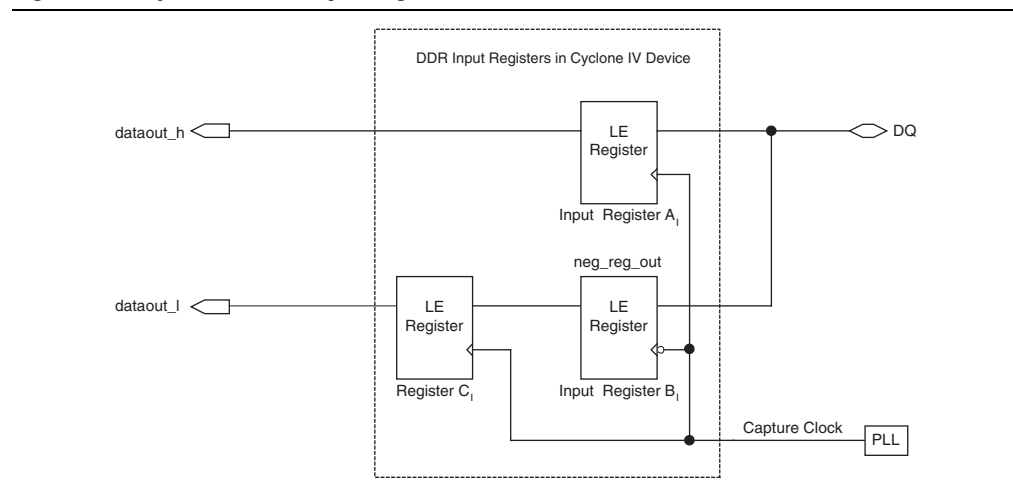 DDR Input Registers in Cyclone IV Device
dataout_h
LE
Register
DQ
Input Register A I
neg_reg_out
dataout_l
LE
Register
LE
Register
Register C I
Input Register B I
Capture Clock
PLL